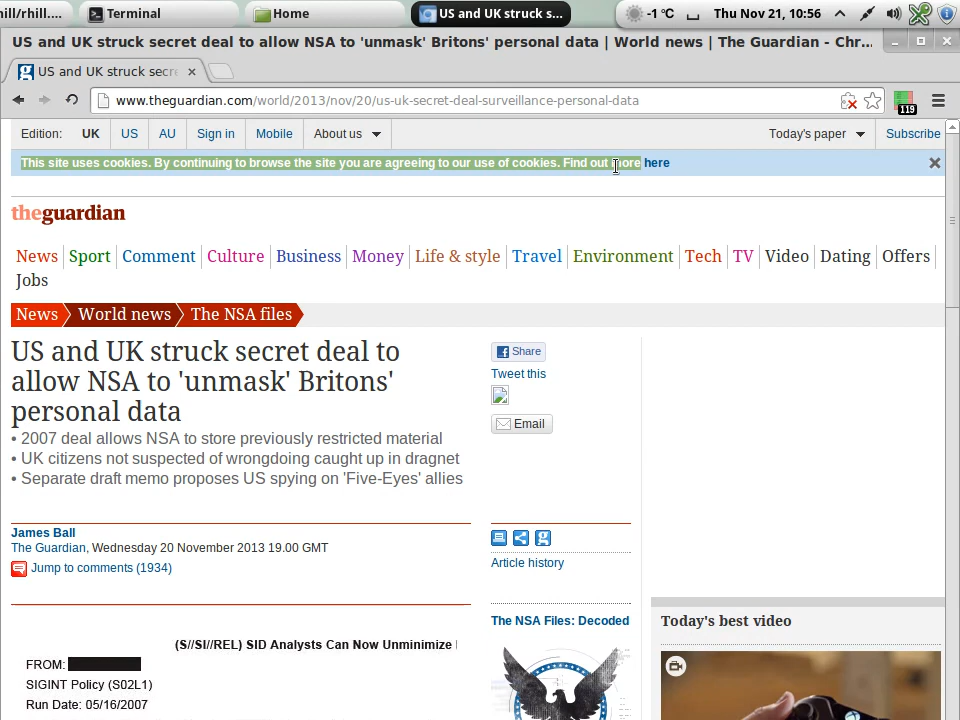 nill/rhill....
Terminal
Home
US and UK struck s...
-1 °C
Thu Nov 21, 10:56
US and UK struck secret deal to allow NSA to 'unmask' Britons' personal data | World news | The Guardian - Chr...
US and UK struck secre
www.theguardian.com/world/2013/nov/20/us-uk-secret-deal-surveillance-personal-data
119
Edition: UK US AU Sign in Mobile About us Today's paper Subscribe
This site uses cookies. By continuing to browse the site you are agreeing to our use of cookies. Find out more here
theguardian
News Sport Comment Culture Business Money Life & style Travel Environment Tech TV Video Dating Offers
Jobs
News World news The NSA files
US and UK struck secret deal to
allow NSA to 'unmask' Britons'
personal data
• 2007 deal allows NSA to store previously restricted material
• UK citizens not suspected of wrongdoing caught up in dragnet
• Separate draft memo proposes US spying on 'Five-Eyes' allies
Share
Tweet this
Email
James Ball
The Guardian, Wednesday 20 November 2013 19.00 GMT
Jump to comments (1934)
Article history
(S//SI//REL) SID Analysts Can Now Unminimize
FROM:
SIGINT Policy (S02L1)
Run Date: 05/16/2007
The NSA Files: Decoded
Today's best video